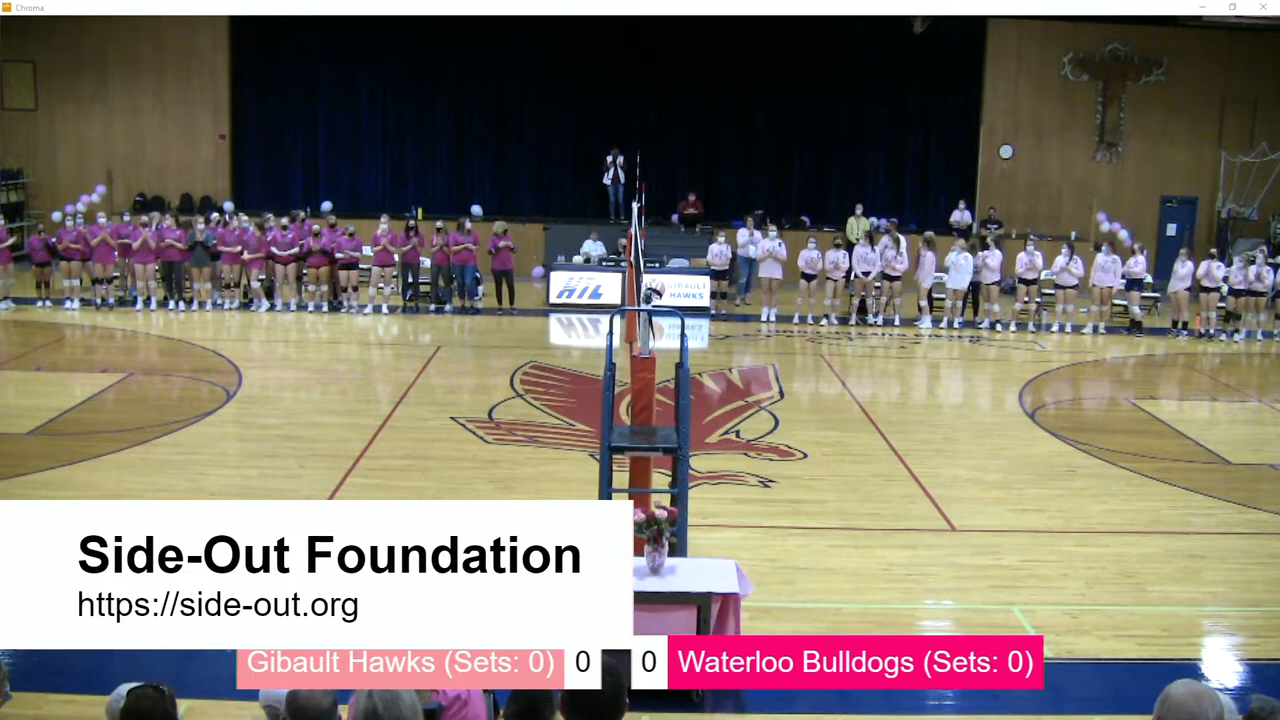 Chroma
HTC
GIBAULT
HAWKS
Side-Out Foundation
https://side-out.org
Gibault Hawks (Sets: 0)
0
0
Waterloo Bulldogs (Sets: 0)